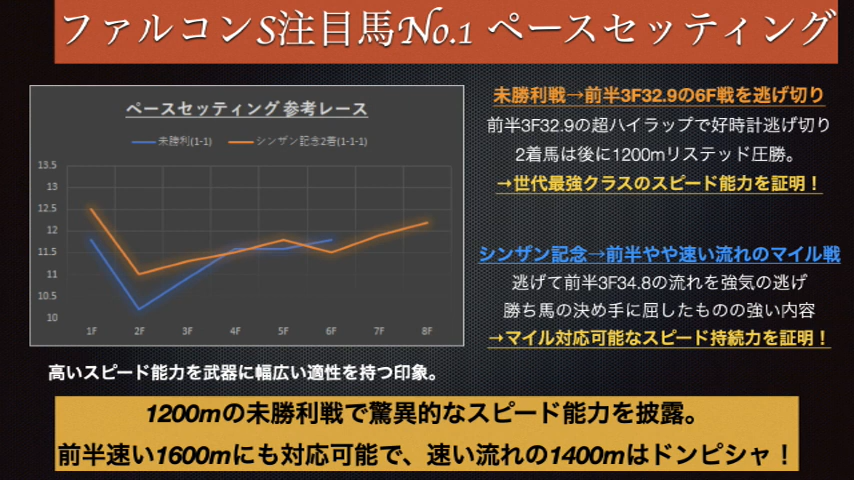 ファルコンS注目馬No.1 ペースセッティング
ペースセッティング 参考レース
未勝利(1-1) シンザン記念2着(1-1-1)
13.5
13
12.5
12
11.5
11
10.5
10
1F 2F 3F 4F 5F 6F 7F 8F
高いスピード能力を武器に幅広い適性を持つ印象。
未勝利戦→前半3F32.9の6F戦を逃げ切り
前半3F32.9の超ハイラップで好時計逃げ切り
2着馬は後に1200mリステッド圧勝。
→世代最強クラスのスピード能力を証明！
シンザン記念→前半やや速い流れのマイル戦
逃げて前半3F34.8の流れを強気の逃げ
勝ち馬の決め手に屈したものの強い内容
→マイル対応可能なスピード持続力を証明！
1200mの未勝利戦で驚異的なスピード能力を披露。
前半速い1600mにも対応可能で、速い流れの1400mはドンピシャ！